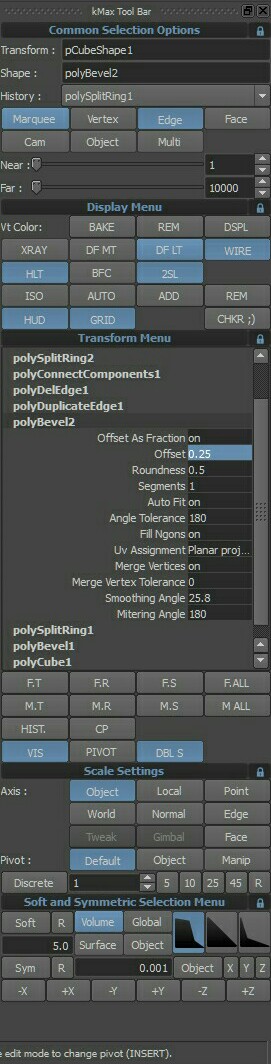 kMax Tool Bar
Common Selection Options
Transform : pCubeShape1
Shape : polyBevel2
History : polySplitRing1
Marquee Vertex Edge Face
Cam Object Multi
Near : 1
Far : 10000
Display Menu
Vt Color: BAKE REM DSPL
XRAY DF MT DF LT WIRE
HLT BFC 2SL
ISO AUTO ADD REM
HUD GRID CHKR ;)
Transform Menu
polySplitRing2
polyConnectComponents1
polyDelEdge1
polyDuplicateEdge1
polyBevel2
Offset As Fraction on
Offset 0.25
Roundness 0.5
Segments 1
Auto Fit on
Angle Tolerance 180
Fill Ngons on
Uv Assignment Planar proj...
Merge Vertices on
Merge Vertex Tolerance 0
Smoothing Angle 25.8
Mitering Angle 180
polySplitRing1
polyBevel1
polyCube1
F.T F.R F.S F.ALL
M.T M.R M.S M ALL
HIST. CP
VIS PIVOT DBL S
Scale Settings
Axis : Object Local Point
World Normal Edge
Tweak Gimbal Face
Pivot : Default Object Manip
Discrete 1 5 10 25 45 R
Soft and Symmetric Selection Menu
Soft R Volume Global
5.0 Surface Object
Sym R 0.001 Object X Y Z
-X +X -Y +Y -Z +Z
e edit mode to change pivot (INSERT).